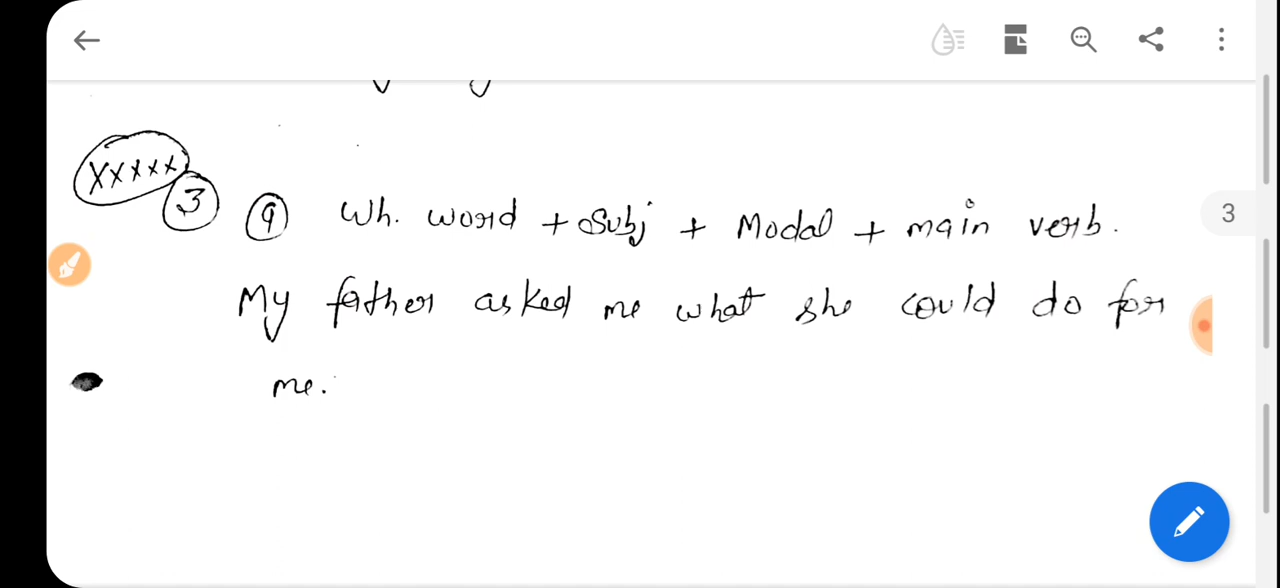 xxxxx
3 a Wh. word + Subj + Modal + main verb.
My father asked me what she could do for
me.
3